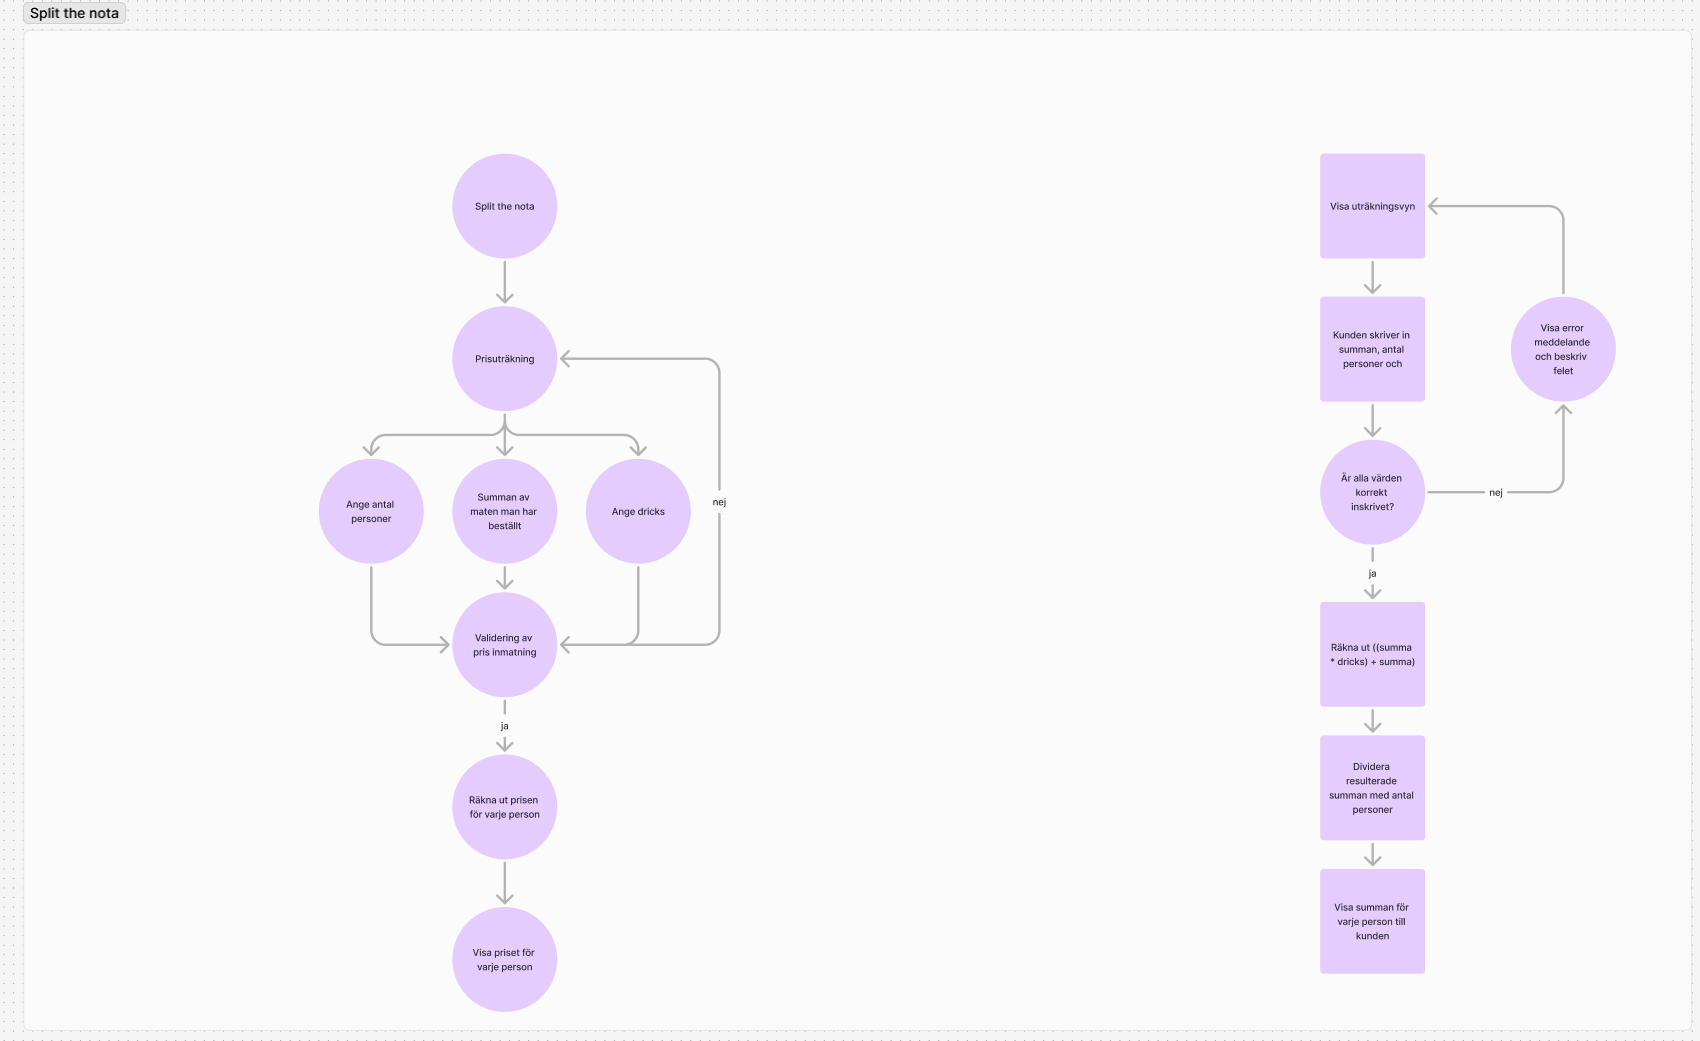 Split the nota
Split the nota
Prisuträkning
Ange antal
personer
Summan av
maten man har
beställt
Ange dricks
nej
Validering av
pris inmatning
ja
Räkna ut prisen
för varje person
Visa priset för
varje person
Visa uträkningsvyn
Kunden skriver in
summan, antal
personer och
Visa error
meddelande
och beskriv
felet
Är alla värden
korrekt
inskrivet?
nej
ja
Räkna ut ((summa
* dricks) + summa)
Dividera
resulterade
summan med antal
personer
Visa summan för
varje person till
kunden